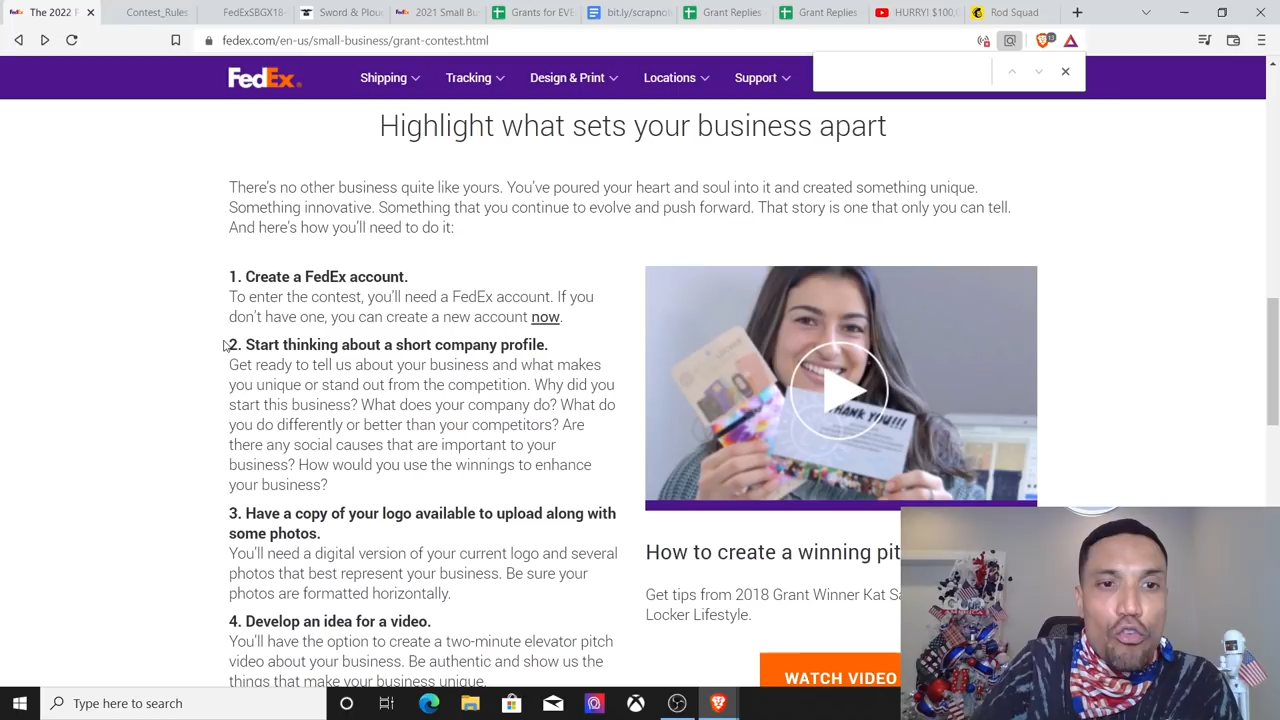 The 2022 F
Contest_Rules
FedExSBGX18-
Sword & Plou
2021 Small Bus
Grants for EVE
bit.ly/scrapno
Grant Replies
Grant Replies
HURRY! $100,0
Rod Squad
fedex.com/en-us/small-business/grant-contest.html
13
FedEx
Shipping
Tracking
Design & Print
Locations
Support
Highlight what sets your business apart
There's no other business quite like yours. You've poured your heart and soul into it and created something unique.
Something innovative. Something that you continue to evolve and push forward. That story is one that only you can tell.
And here's how you'll need to do it:
1. Create a FedEx account.
To enter the contest, you'll need a FedEx account. If you
don't have one, you can create a new account now.
2. Start thinking about a short company profile.
Get ready to tell us about your business and what makes
you unique or stand out from the competition. Why did you
start this business? What does your company do? What do
you do differently or better than your competitors? Are
there any social causes that are important to your
business? How would you use the winnings to enhance
your business?
3. Have a copy of your logo available to upload along with
some photos.
You'll need a digital version of your current logo and several
photos that best represent your business. Be sure your
photos are formatted horizontally.
4. Develop an idea for a video.
You'll have the option to create a two-minute elevator pitch
video about your business. Be authentic and show us the
things that make your business unique.
THANK YOU!!!
How to create a winning pit
Get tips from 2018 Grant Winner Kat Sa
Locker Lifestyle.
WATCH VIDEO
AMERICA
Type here to search